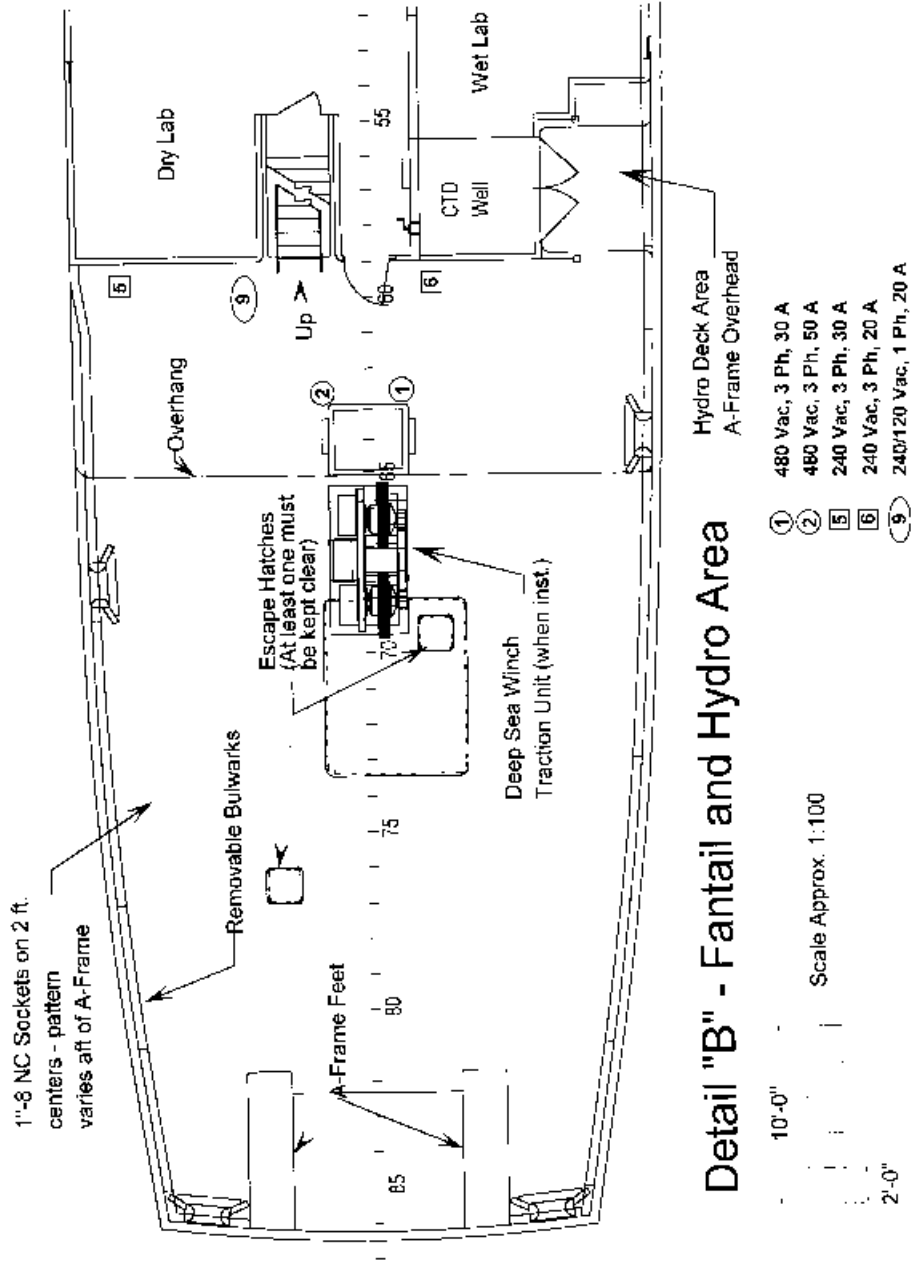 1"-8 NC Sockets on 2 ft.
centers - pattern
varies aft of A-Frame
Removable Bulwarks
Overhang
Dry Lab
5
9
Up >
2
1
6
55
60
65
70
75
80
85
CTD
Well
Wet Lab
Escape Hatches
(At least one must
be kept clear)
A-Frame Feet
Deep Sea Winch
Traction Unit (when inst.)
Hydro Deck Area
A-Frame Overhead
Detail "B" - Fantail and Hydro Area
10'-0"
2'-0"
Scale Approx. 1:100
1 480 Vac, 3 Ph, 30 A
2 480 Vac, 3 Ph, 50 A
5 240 Vac, 3 Ph, 30 A
6 240 Vac, 3 Ph, 20 A
9 240/120 Vac, 1 Ph, 20 A